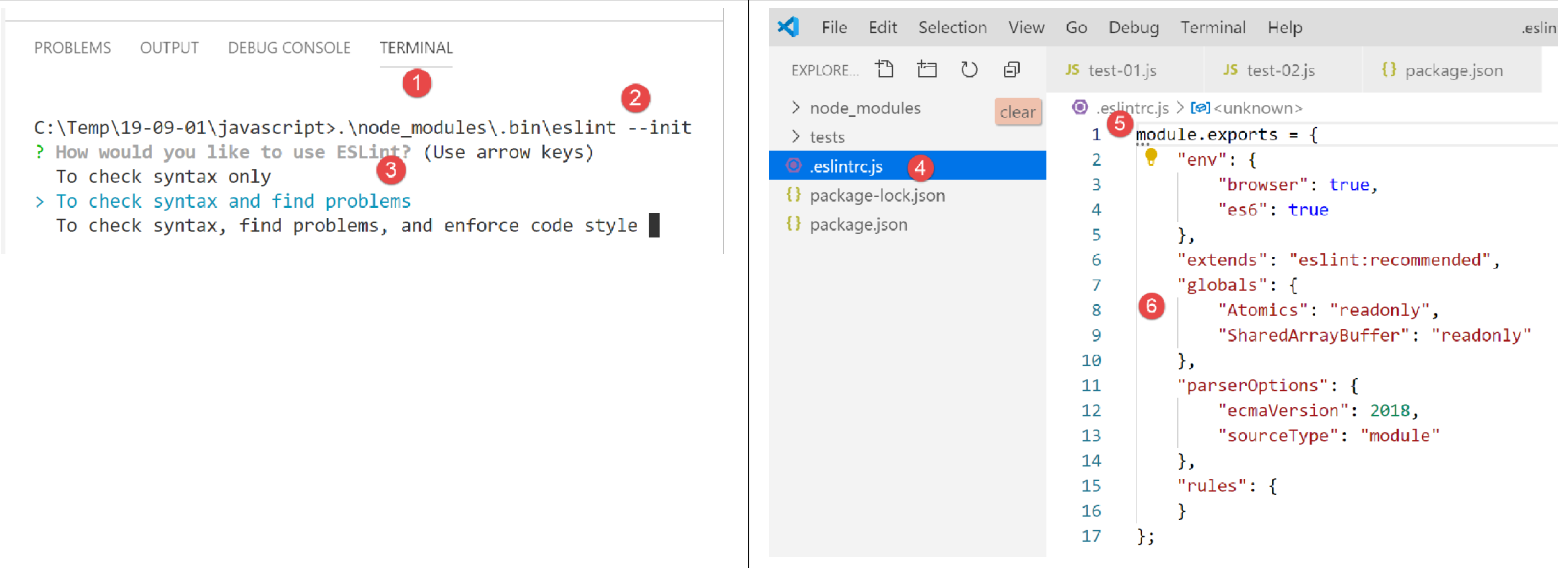 PROBLEMS OUTPUT DEBUG CONSOLE TERMINAL
1
2
C:\Temp\19-09-01\javascript>.\node_modules\.bin\eslint --init
? How would you like to use ESLint? (Use arrow keys)
3
To check syntax only
> To check syntax and find problems
To check syntax, find problems, and enforce code style
File Edit Selection View Go Debug Terminal Help .eslin
EXPLORE...
> node_modules
clear
> tests
.eslintrc.js
4
{} package-lock.json
{} package.json
JS test-01.js JS test-02.js {} package.json
.eslintrc.js > <unknown>
5
1 module.exports = {
2 "env": {
3 "browser": true,
4 "es6": true
5 },
6 "extends": "eslint:recommended",
7 "globals": {
6
8 "Atomics": "readonly",
9 "SharedArrayBuffer": "readonly"
10 },
11 "parserOptions": {
12 "ecmaVersion": 2018,
13 "sourceType": "module"
14 },
15 "rules": {
16 }
17 };